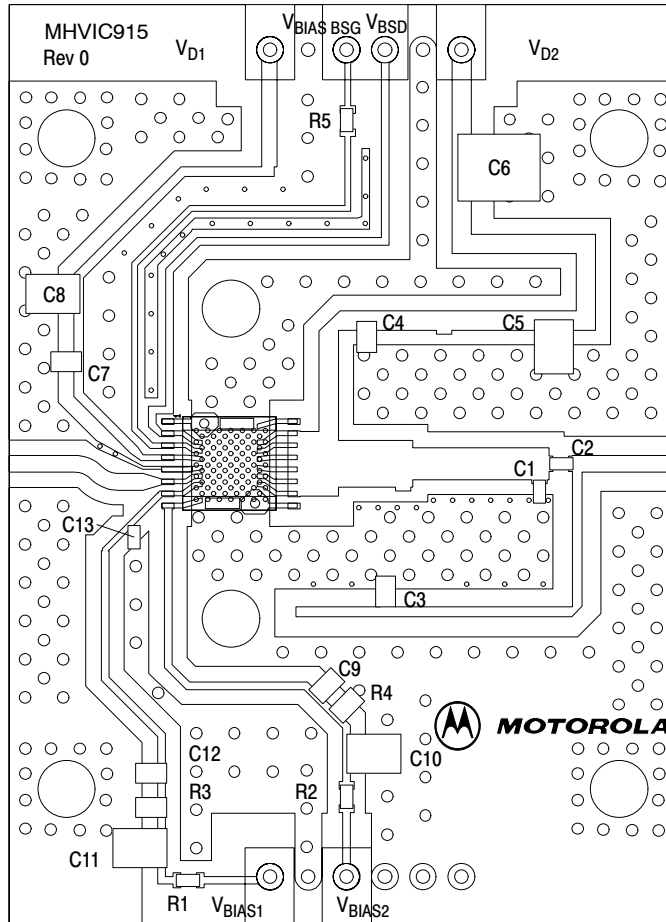 MHVIC915
Rev 0
VD1
VBIAS BSG
VBSD
VD2
R5
C6
C8
C7
C4
C5
1
C2
C1
C13
C3
C9
R4
MOTOROLA
C12
C10
R3
R2
C11
R1
VBIAS1
VBIAS2